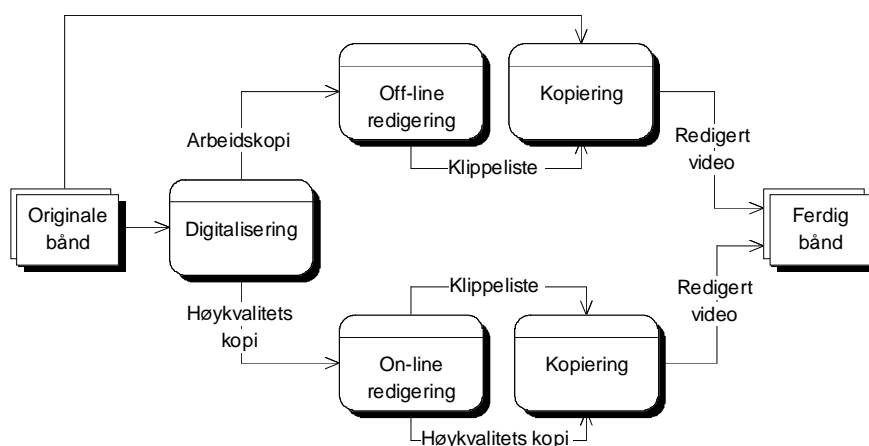 Off-line
redigering
Kopiering
Arbeidskopi
Klippeliste
Redigert
video
Originale
bånd
Digitalisering
Ferdig
bånd
Høykvalitets
kopi
Klippeliste
Redigert
video
On-line
redigering
Kopiering
Høykvalitets kopi